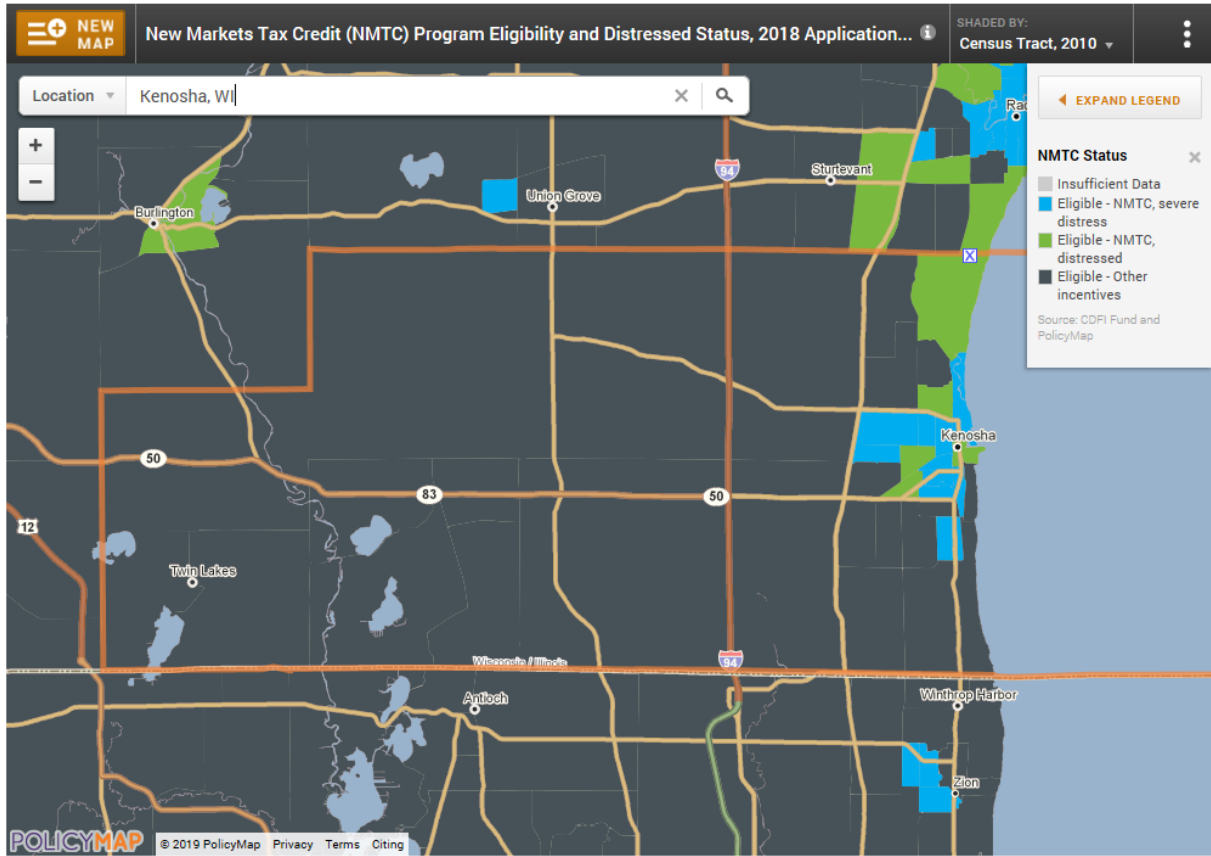 NEW
MAP
New Markets Tax Credit (NMTC) Program Eligibility and Distressed Status, 2018 Application...
SHADED BY:
Census Tract, 2010
Location
Kenosha, WI
EXPAND LEGEND
NMTC Status
Insufficient Data
Eligible - NMTC, severe
distress
Eligible - NMTC,
distressed
Eligible - Other
incentives
Source: CDFI Fund and
PolicyMap
Rac
94
Sturtevant
Union Grove
Burlington
X
Kenosha
50
83
50
12
Twin Lakes
Wisconsin / Illinois
94
Antioch
Winthrop Harbor
Zion
POLICYMAP
© 2019 PolicyMap Privacy Terms Citing